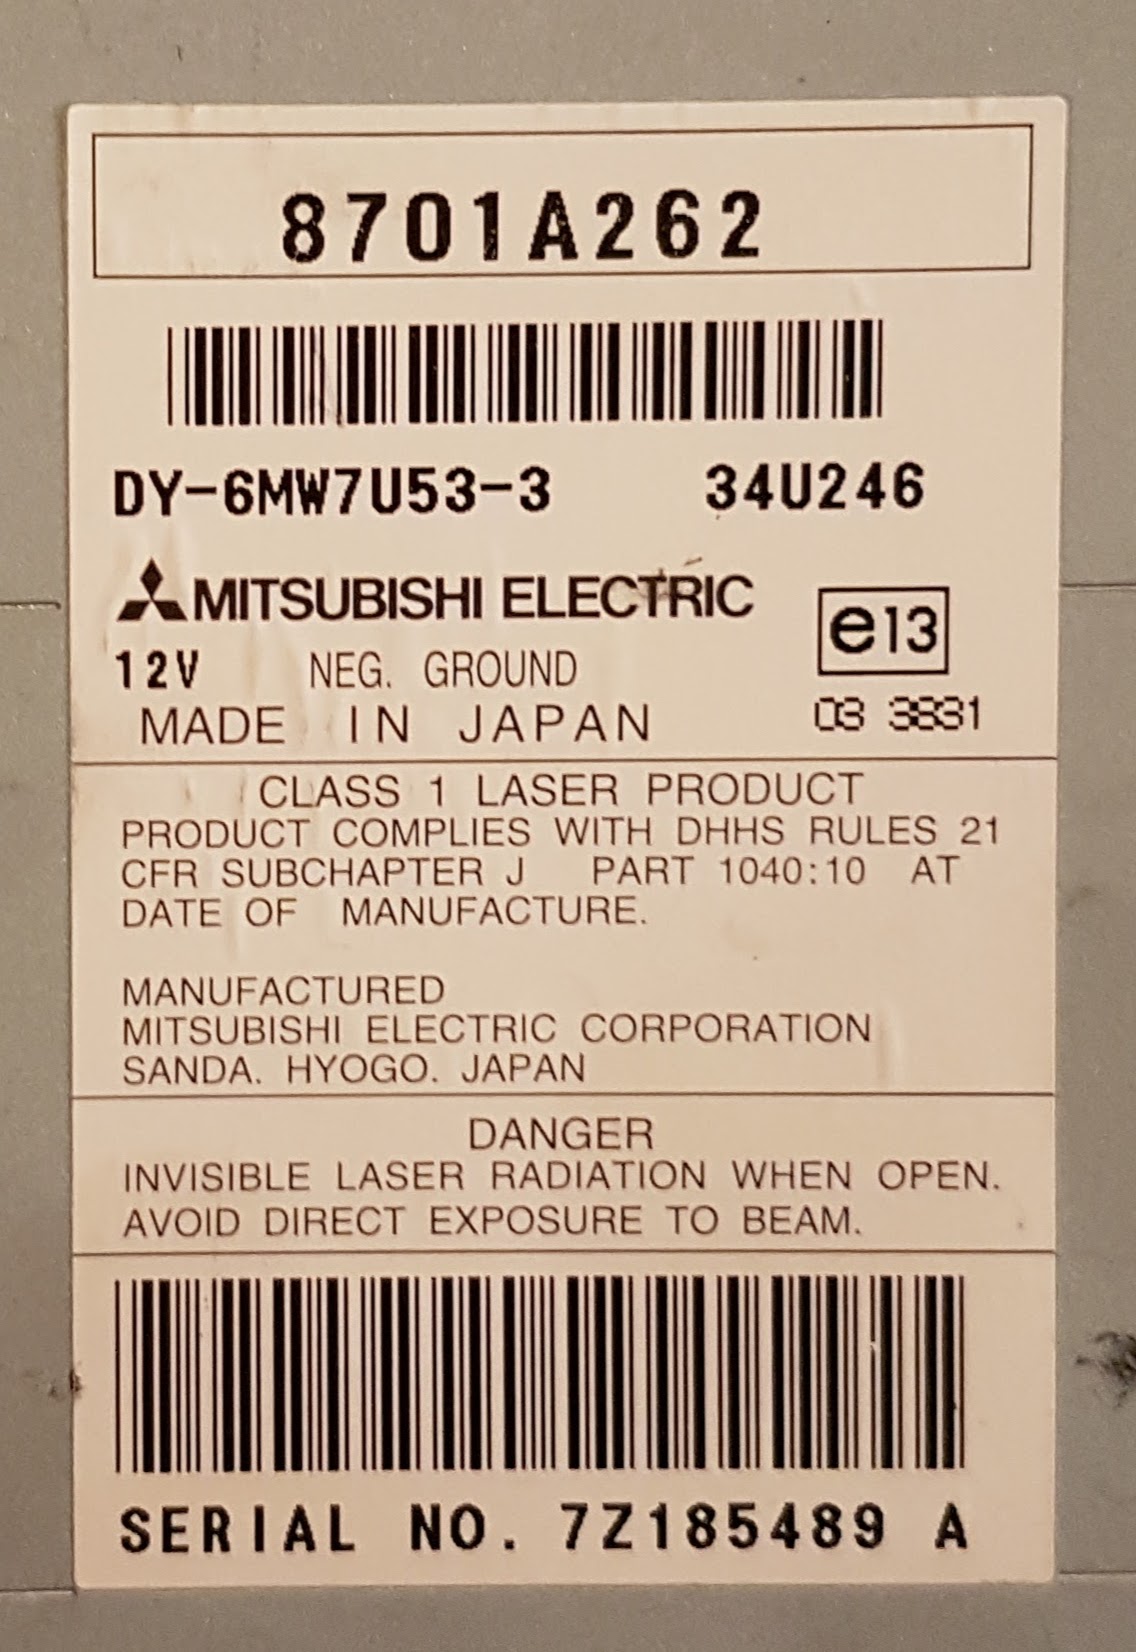 8701A262
DY-6MW7U53-3 34U246
MITSUBISHI ELECTRIC
e13
12V NEG. GROUND
MADE IN JAPAN
03 3831
CLASS 1 LASER PRODUCT
PRODUCT COMPLIES WITH DHHS RULES 21
CFR SUBCHAPTER J PART 1040:10 AT
DATE OF MANUFACTURE.
MANUFACTURED
MITSUBISHI ELECTRIC CORPORATION
SANDA. HYOGO. JAPAN
DANGER
INVISIBLE LASER RADIATION WHEN OPEN.
AVOID DIRECT EXPOSURE TO BEAM.
SERIAL NO. 7Z185489 A